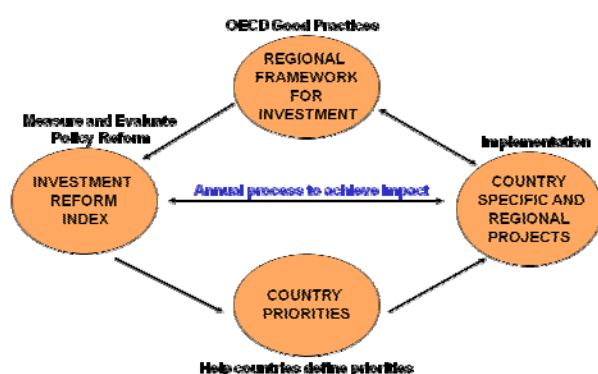 OECD Good Practices
REGIONAL
FRAMEWORK
FOR
INVESTMENT
Measure and Evaluate
Policy Reform
Implementation
INVESTMENT
REFORM
INDEX
Annual process to achieve impact
COUNTRY
SPECIFIC AND
REGIONAL
PROJECTS
COUNTRY
PRIORITIES
Help countries define priorities